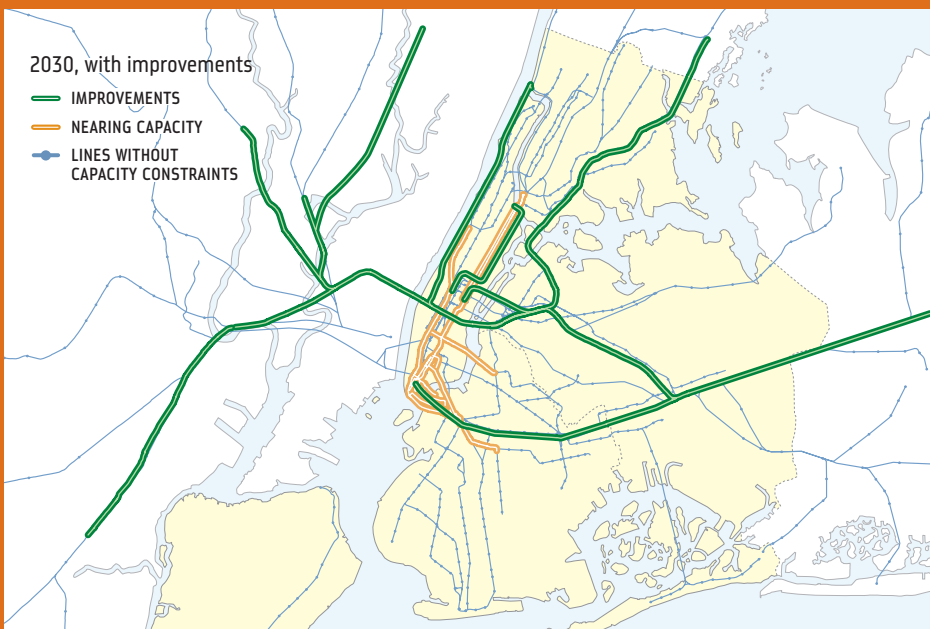 2030, with improvements
IMPROVEMENTS
NEARING CAPACITY
LINES WITHOUT
CAPACITY CONSTRAINTS